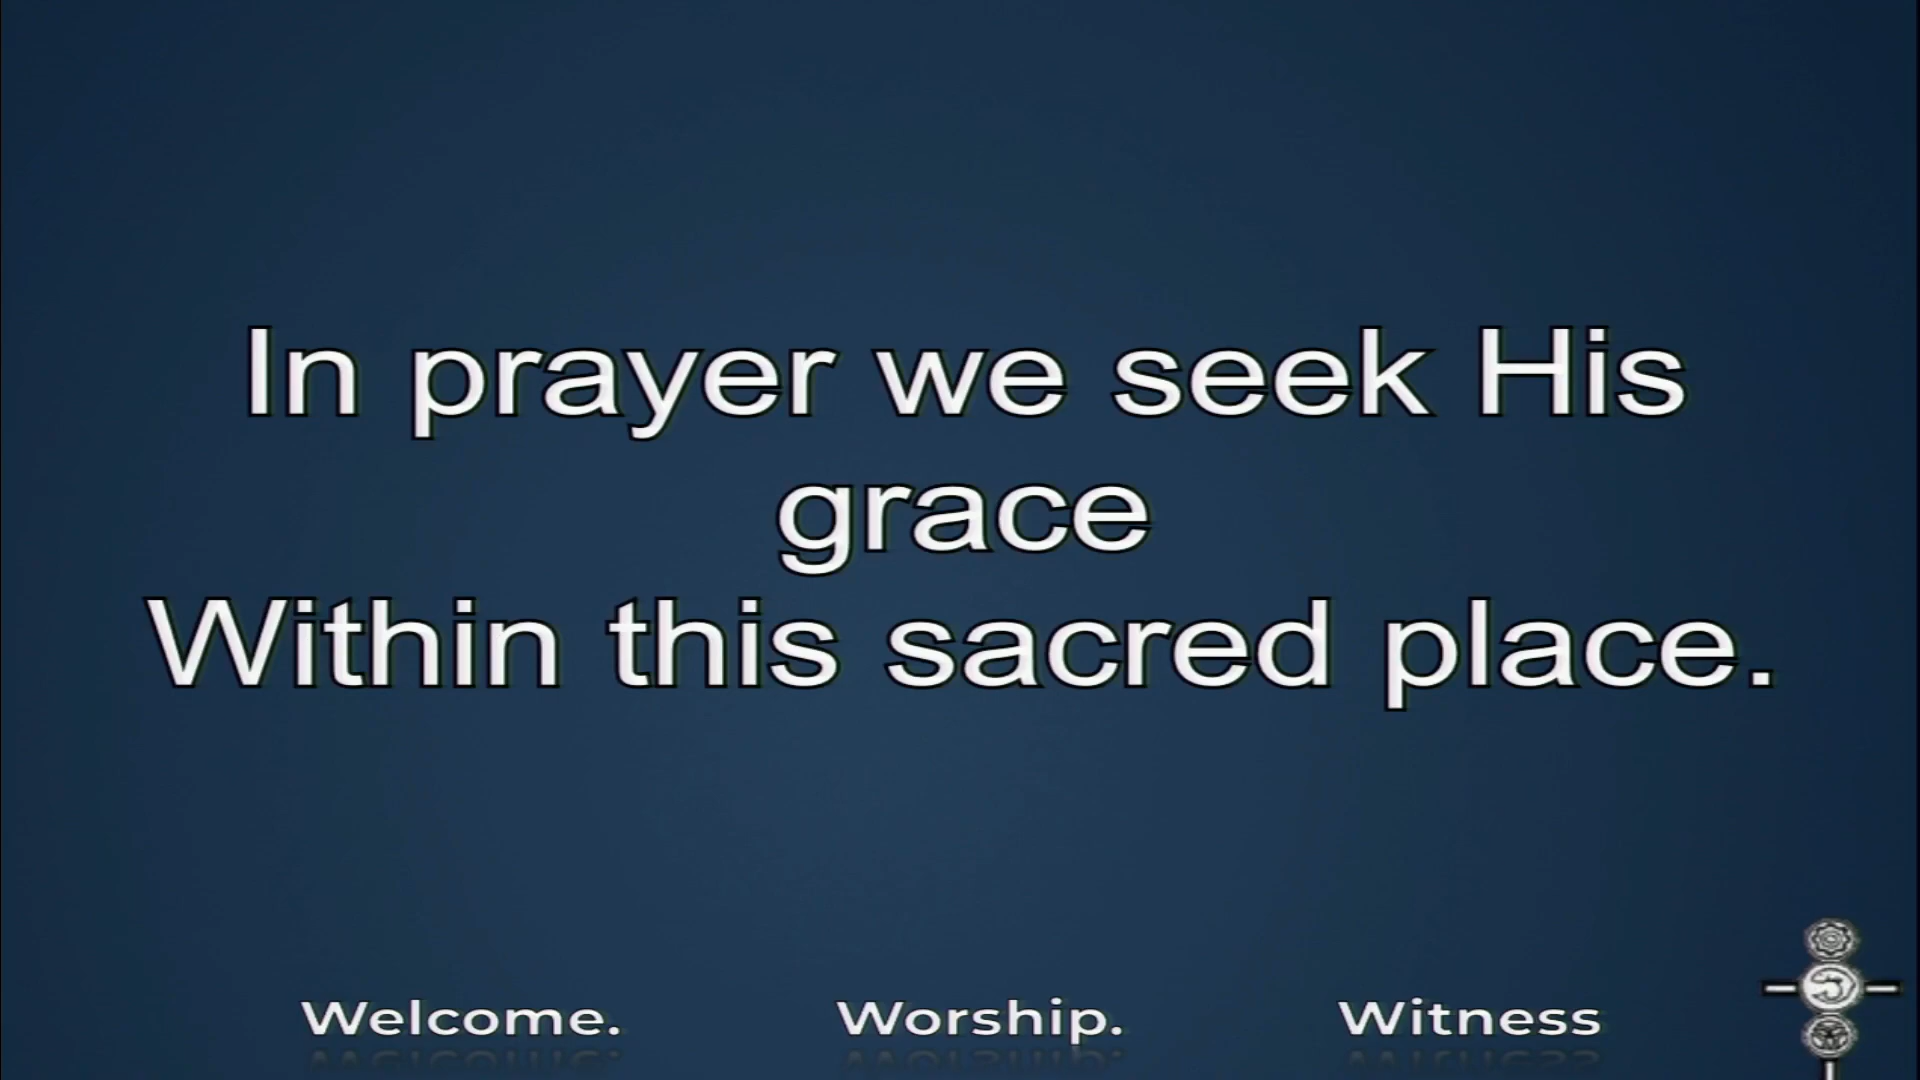 In prayer we seek His
grace
Within this sacred place.
Welcome. Worship. Witness